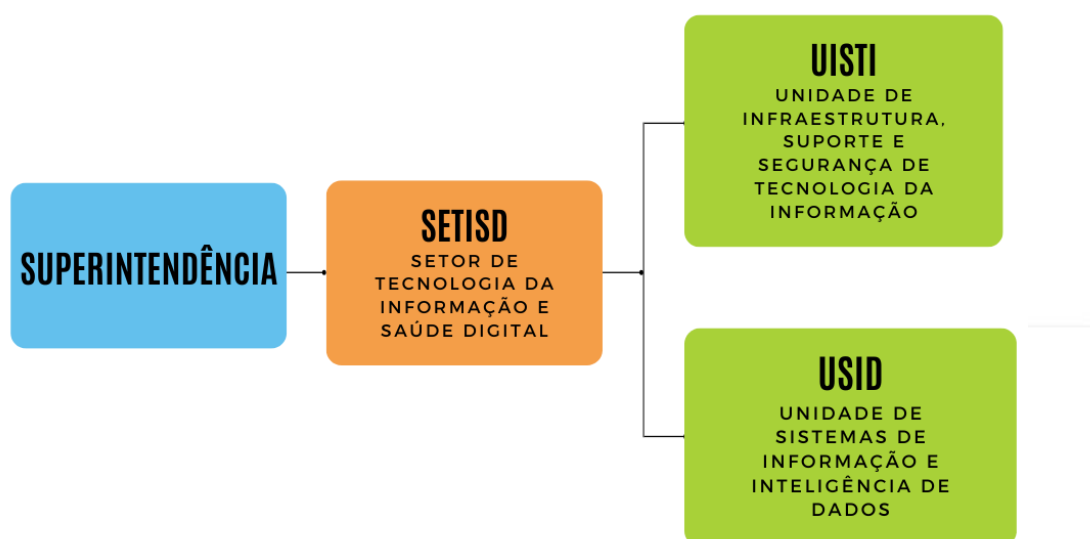 SUPERINTENDÊNCIA
SETISD
SETOR DE
TECNOLOGIA DA
INFORMAÇÃO E
SAÚDE DIGITAL
UISTI
UNIDADE DE
INFRAESTRUTURA,
SUPORTE E
SEGURANÇA DE
TECNOLOGIA DA
INFORMAÇÃO
USID
UNIDADE DE
SISTEMAS DE
INFORMAÇÃO E
INTELIGÊNCIA DE
DADOS